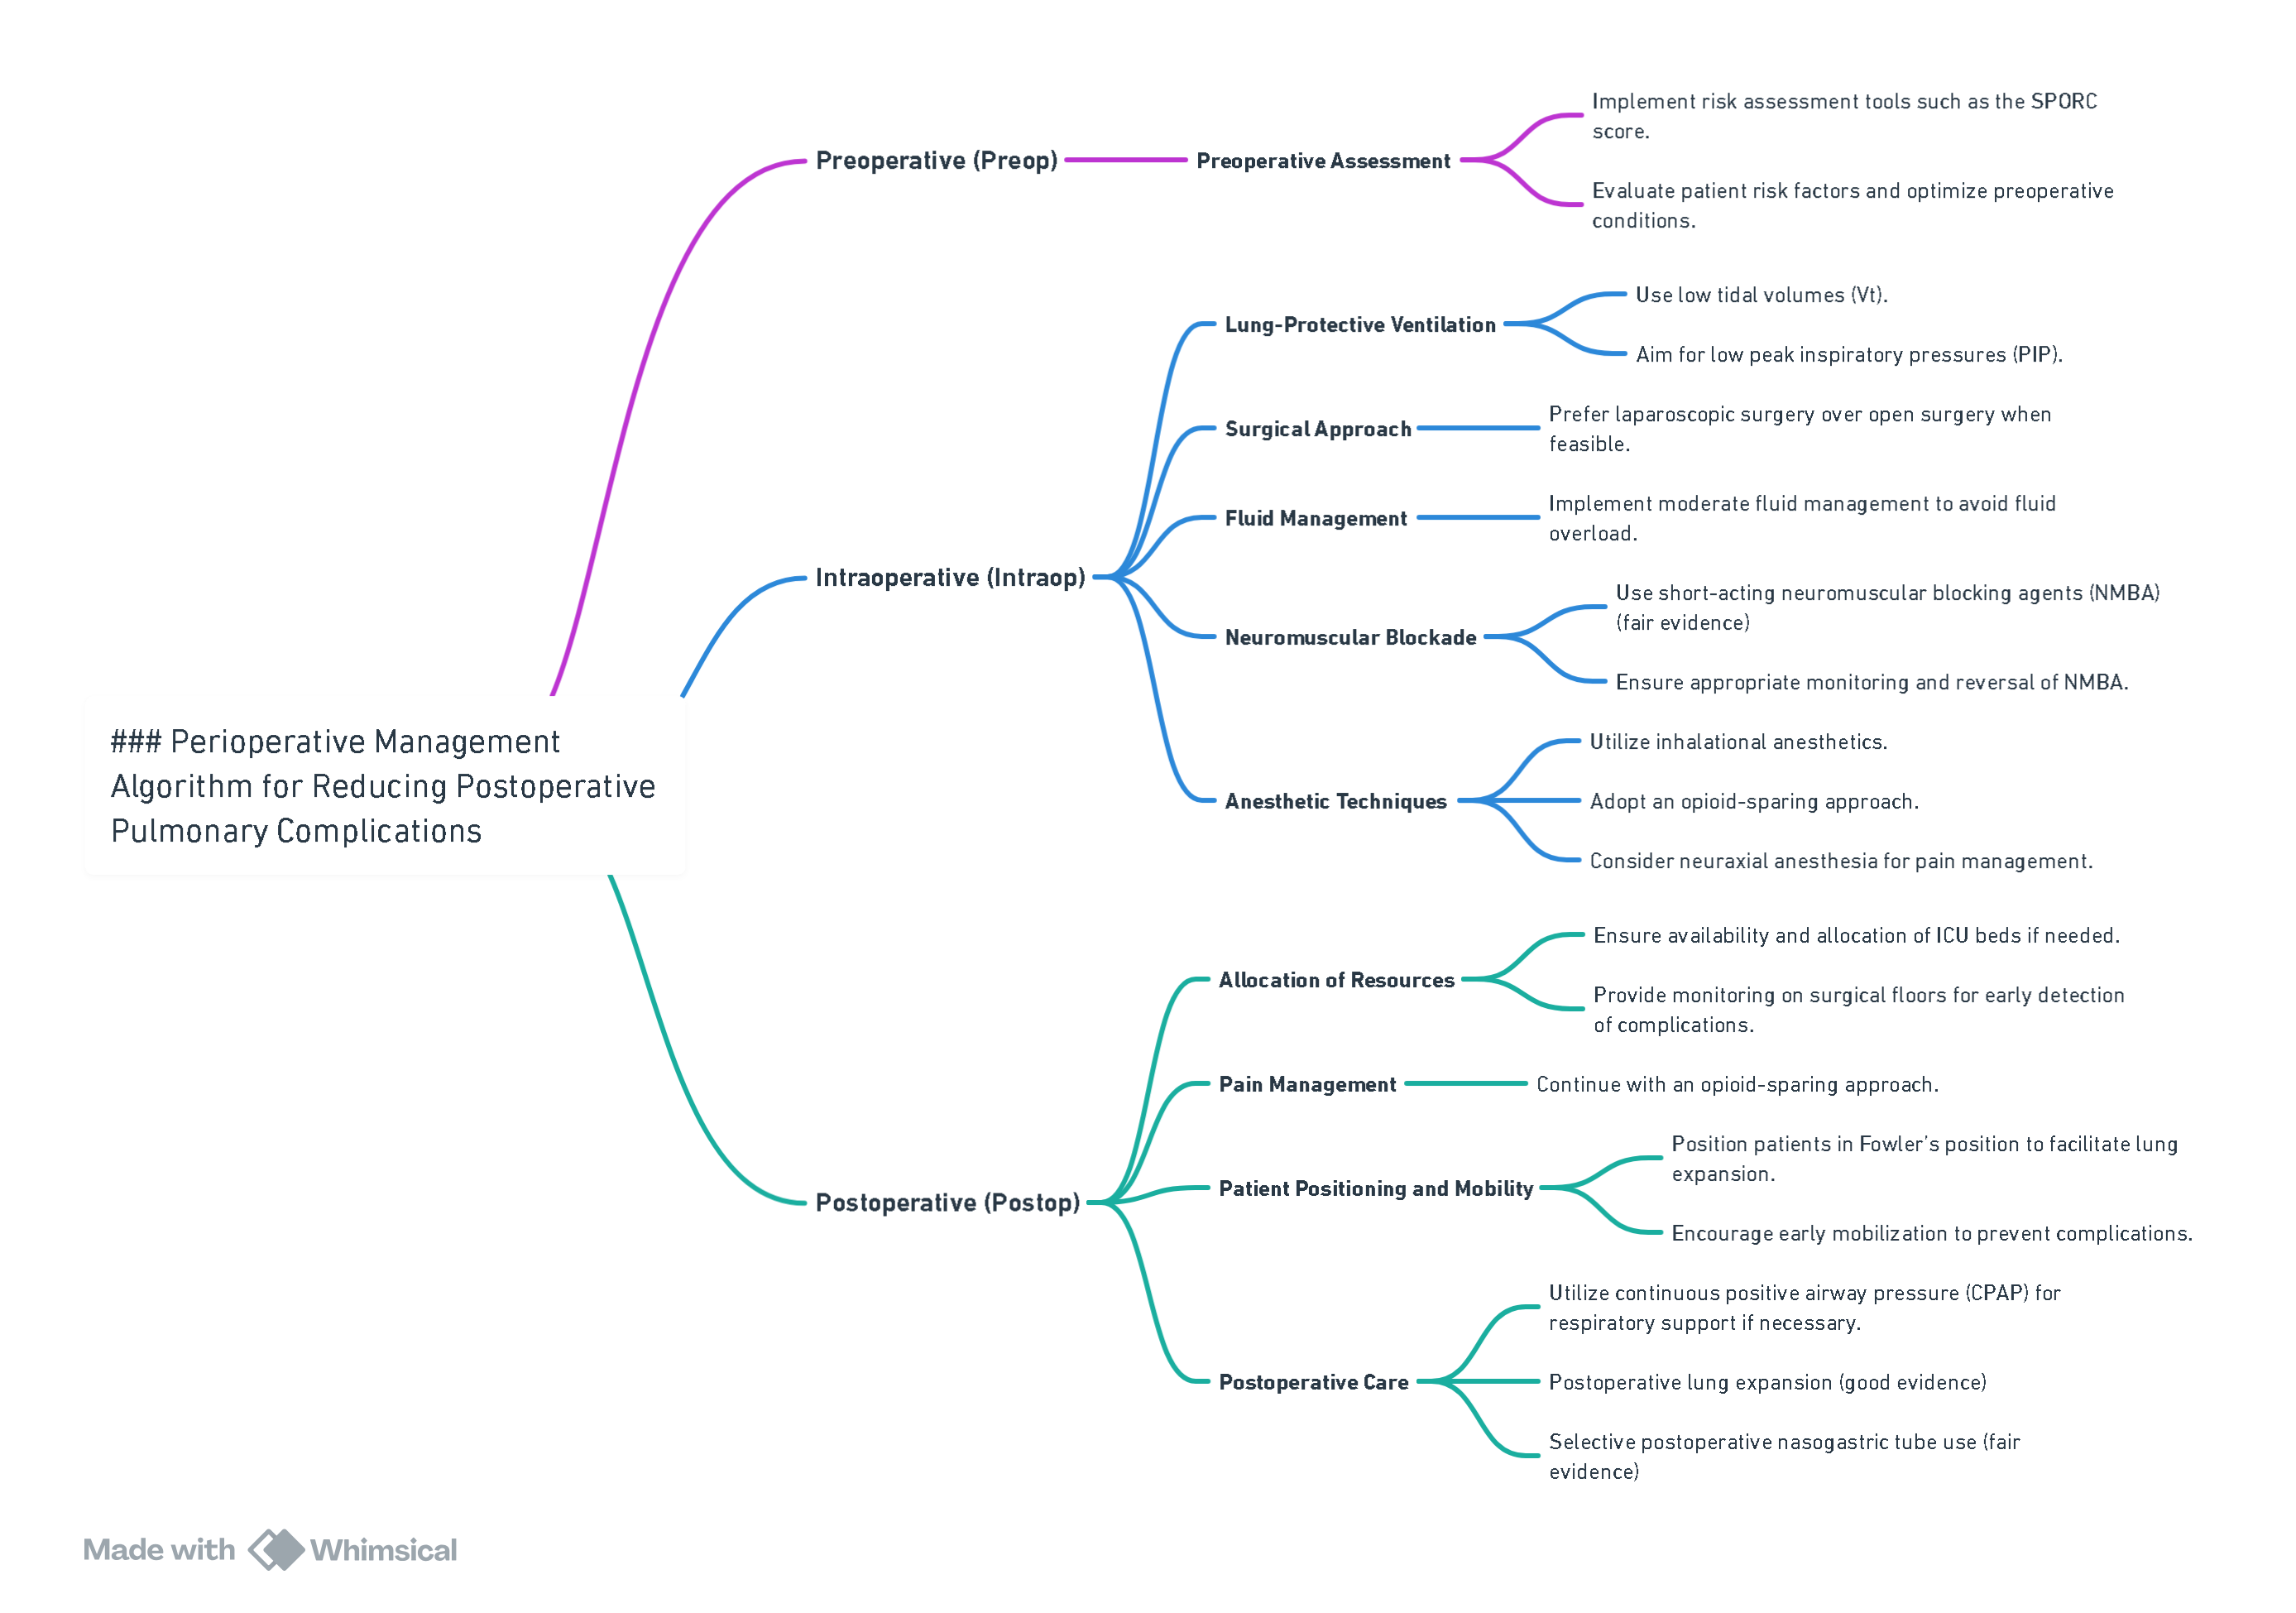 Implement risk assessment tools such as the SPORC
score.
Preoperative (Preop)
Preoperative Assessment
Evaluate patient risk factors and optimize preoperative
conditions.
Use low tidal volumes (Vt).
Lung-Protective Ventilation
Aim for low peak inspiratory pressures (PIP).
Surgical Approach
Prefer laparoscopic surgery over open surgery when
feasible.
Fluid Management
Implement moderate fluid management to avoid fluid
overload.
Intraoperative (Intraop)
Neuromuscular Blockade
Use short-acting neuromuscular blocking agents (NMBA)
(fair evidence)
Ensure appropriate monitoring and reversal of NMBA.
### Perioperative Management
Algorithm for Reducing Postoperative
Pulmonary Complications
Utilize inhalational anesthetics.
Anesthetic Techniques
Adopt an opioid-sparing approach.
Consider neuraxial anesthesia for pain management.
Ensure availability and allocation of ICU beds if needed.
Allocation of Resources
Provide monitoring on surgical floors for early detection
of complications.
Pain Management
Continue with an opioid-sparing approach.
Position patients in Fowler's position to facilitate lung
expansion.
Patient Positioning and Mobility
Postoperative (Postop)
Encourage early mobilization to prevent complications.
Utilize continuous positive airway pressure (CPAP) for
respiratory support if necessary.
Postoperative Care
Postoperative lung expansion (good evidence)
Selective postoperative nasogastric tube use (fair
evidence)
Made with Whimsical